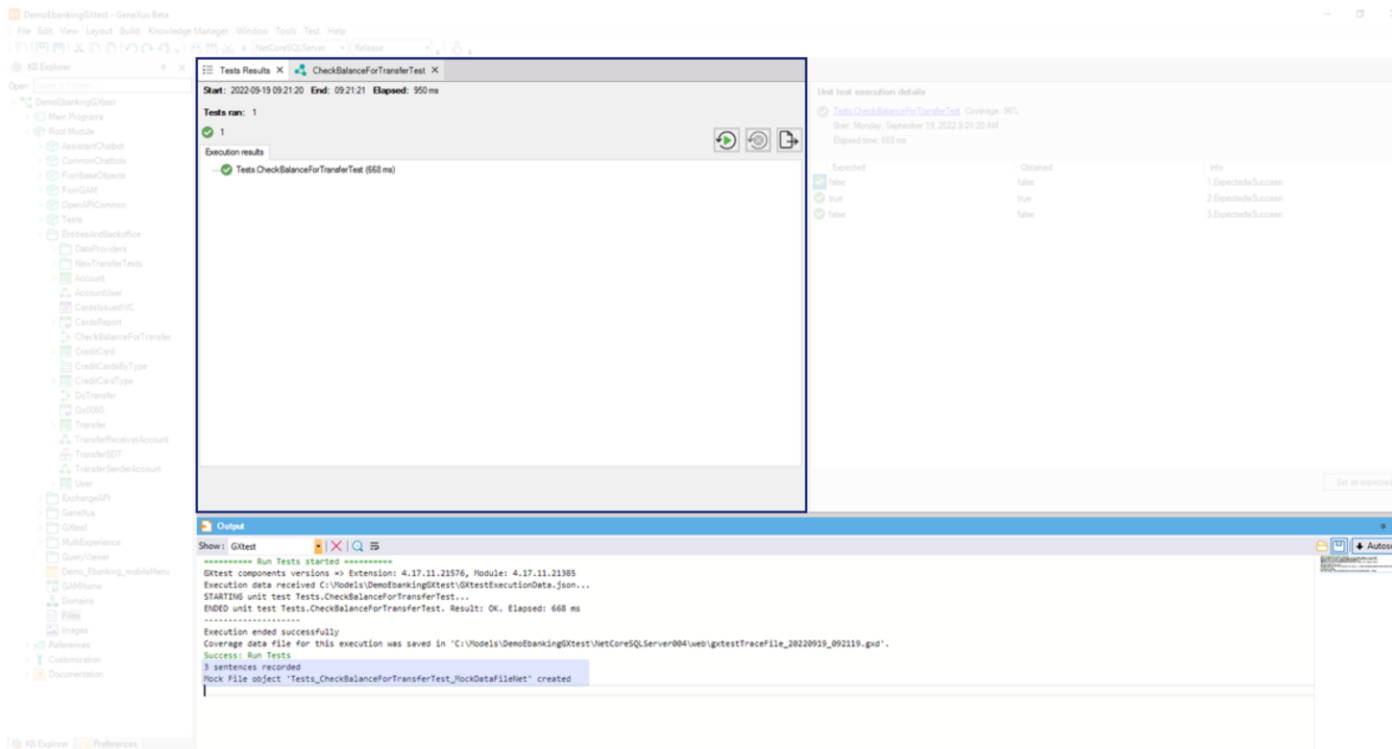 DemoEbankingGXtest - GeneXus Beta
File Edit View Layout Build Knowledge Manager Window Tools Test Help
NetCoreSQLServer Release
KB Explorer
Open:
DemoEbankingGXtest
Main Programs
Root Module
AssistantChatbot
CommonChatbots
FioriBaseObjects
FioriGAM
OpenAPICommon
Tests
EntitiesAndBackoffice
DataProviders
NewTransferTests
Account
AccountUser
CardsIssuedVC
CardsReport
CheckBalanceForTransfer
CreditCard
CreditCardsByType
CreditCardType
DoTransfer
Gx0060
Transfer
TransferReceiverAccount
TransferSDT
TransferSenderAccount
User
ExchangeAPI
GeneXus
GXtest
MultiExperience
QueryViewer
Demo_Ebanking_mobileMenu
GAMHome
Domains
Files
Images
References
Customization
Documentation
KB Explorer Preferences
Tests Results CheckBalanceForTransferTest
Start: 2022-09-19 09:21:20 End: 09:21:21 Elapsed: 950 ms
Tests ran: 1
1
Execution results
Tests.CheckBalanceForTransferTest (668 ms)
Unit test execution details
Tests.CheckBalanceForTransferTest Coverage: 96%
Start: Monday, September 19, 2022 9:21:20 AM
Elapsed time: 668 ms
Expected Obtained Info
false false 1.ExpectedisSuccess:
true true 2.ExpectedisSuccess:
false false 3.ExpectedisSuccess:
Set as expected
Output
Show: GXtest
Autosc
========== Run Tests started ==========
GXtest components versions => Extension: 4.17.11.21576, Module: 4.17.11.21385
Execution data received C:\Models\DemoEbankingGXtest\GXtestExecutionData.json...
STARTING unit test Tests.CheckBalanceForTransferTest...
ENDED unit test Tests.CheckBalanceForTransferTest. Result: OK. Elapsed: 668 ms
--------------------
Execution ended successfully
Coverage data file for this execution was saved in 'C:\Models\DemoEbankingGXtest\NetCoreSQLServer004\web\gxtestTraceFile_20220919_092119.gxd'.
Success: Run Tests
3 sentences recorded
Mock File object 'Tests_CheckBalanceForTransferTest_MockDataFileNet' created